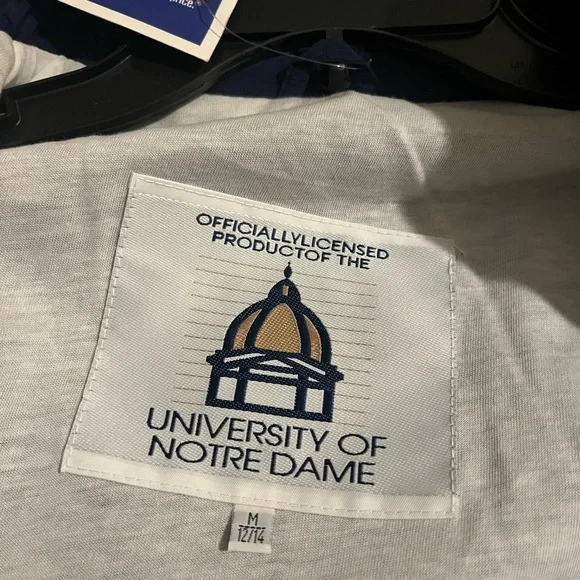 OFFICIALLYLICENSED
PRODUCTOF THE
UNIVERSITY OF
NOTRE DAME
M
12/14